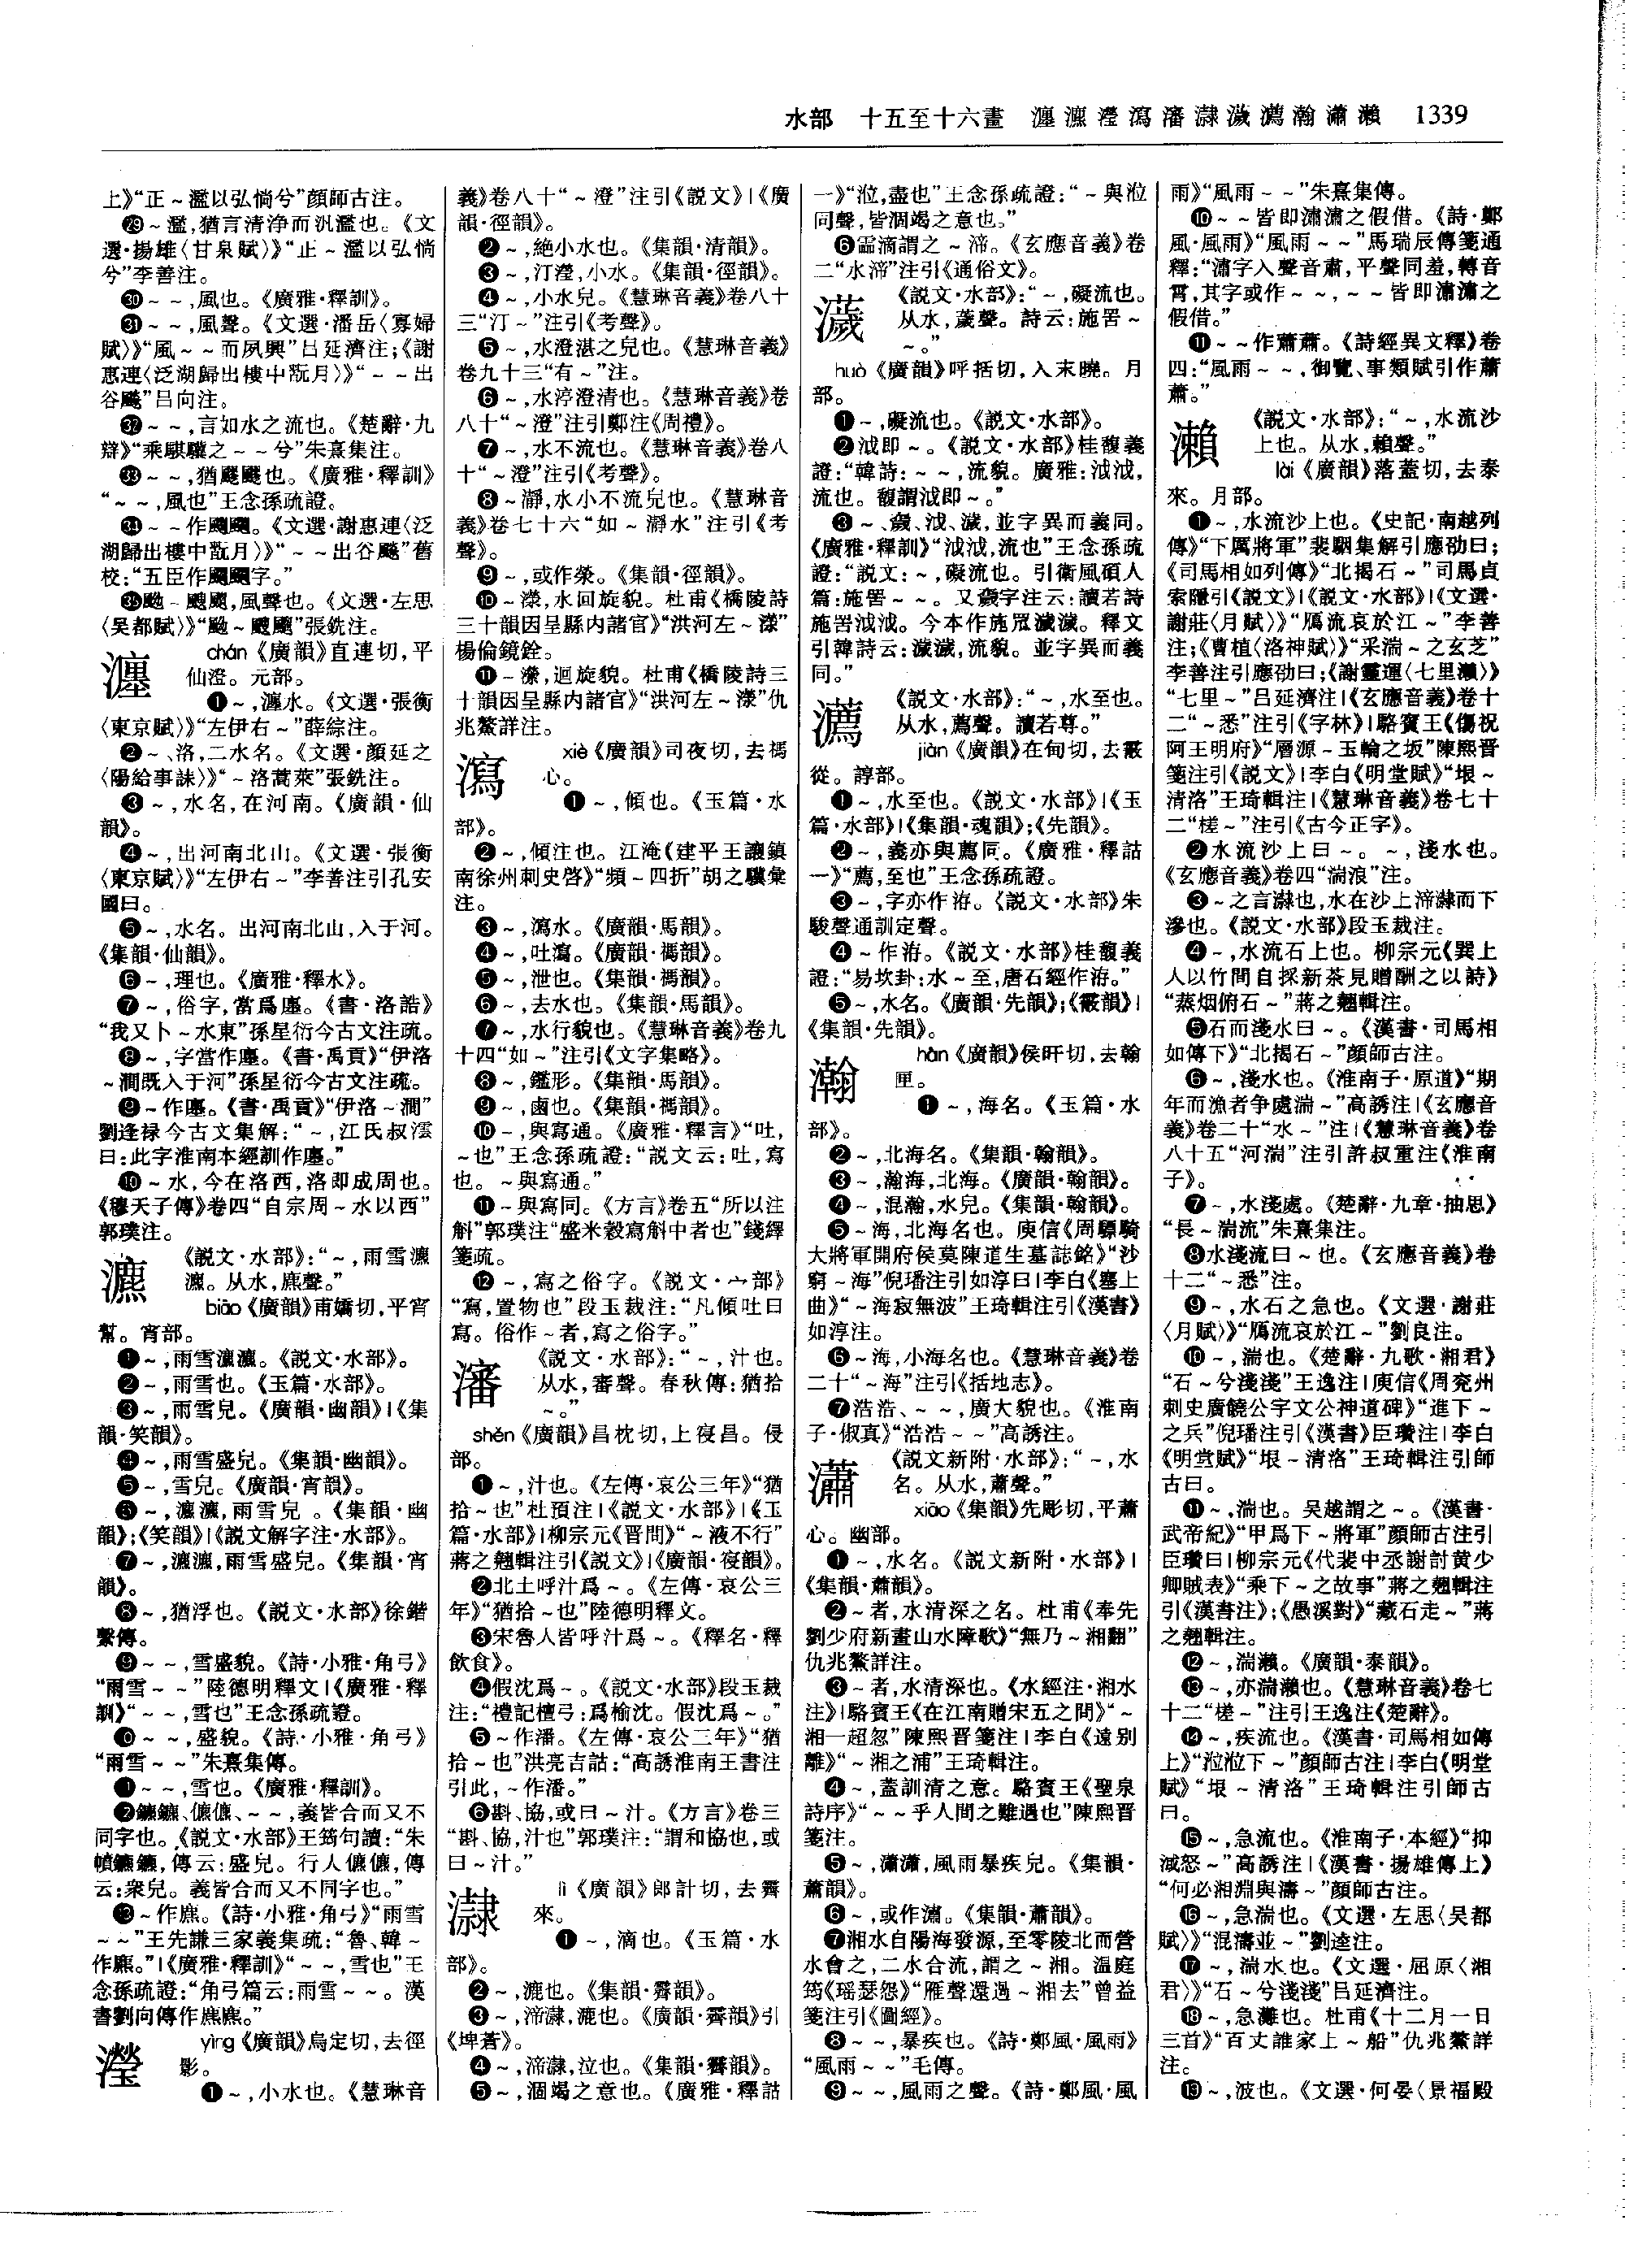 水部　十五至十六畫　瀍瀌瀅瀉瀋瀮濊瀳瀚瀟瀨　1339
上》“正～濫以弘惝兮”顔師古注。
㉙～濫,猶言清浄而汎濫也。《文
選·揚雄〈甘泉賦〉》“正～濫以弘惝
兮”李善注。
㉚～～,風也。《廣雅·釋訓》。
㉛～～,風聲。《文選·潘岳〈寡婦
賦〉》“風～～而夙興”吕延濟注;《謝
惠連〈泛湖歸出樓中翫月〉》“～～出
谷飈”吕向注。
㉜～～,言如水之流也。《楚辭·九
辯》“乘騏驥之～～兮”朱熹集注。
㉝～～,猶飀飀也。《廣雅·釋訓》
“～～,風也”王念孫疏證。
㉞～～作飀飀。《文選·謝惠連〈泛
湖歸出樓中翫月〉》“～～出谷飈”舊
校:“五臣作飀飀字。”
㉟～飀飀,風聲也。《文選·左思
〈吴都賦〉》“～颼飀”張銑注。
瀍 chán《廣韻》直連切,平
仙澄。元部。
❶～,瀍水。《文選·張衡
〈東京賦〉》“左伊右～”薛綜注。
❷～、洛,二水名。《文選·顔延之
〈陽給事誄〉》“～洛蒿萊”張銑注。
❸～,水名,在河南。《廣韻·仙
韻》。
❹～,出河南北山。《文選·張衡
〈東京賦〉》“左伊右～”李善注引孔安
國曰。
❺～,水名。出河南北山,入于河。
《集韻·仙韻》。
❻～,理也。《廣雅·釋水》。
❼～,俗字,當爲廛。《書·洛誥》
“我又卜～水東”孫星衍今古文注疏。
❽～,字當作廛。《書·禹貢》“伊洛
～澗既入于河”孫星衍今古文注疏。
❾～作廛。《書·禹貢》“伊洛～澗”
劉逢禄今古文集解:“～,江氏叔澐
曰:此字淮南本經訓作廛。”
❿～水,今在洛西,洛即成周也。
《穆天子傳》卷四“自宗周～水以西”
郭璞注。
瀌 《説文·水部》:“～,雨雪瀌
瀌。从水,麃聲。”
biāo《廣韻》甫嬌切,平宵
幫。宵部。
❶～,雨雪瀌瀌。《説文·水部》。
❷～,雨雪也。《玉篇·水部》。
❸～,雨雪皃。《廣韻·幽韻》|《集
韻·笑韻》。
❹～,雨雪盛皃。《集韻·幽韻》。
❺～,雪皃。《廣韻·宵韻》。
❻～,瀌瀌,雨雪皃。《集韻·幽
韻》;《笑韻》|《説文解字注·水部》。
❼～,瀌瀌,雨雪盛皃。《集韻·宵
韻》。
❽～,猶浮也。《説文·水部》徐鍇
繫傳。
❾～～,雪盛貌。《詩·小雅·角弓》
“雨雪～～”陸德明釋文|《廣雅·釋
訓》“～～,雪也”王念孫疏證。
❿～～,盛貌。《詩·小雅·角弓》
“雨雪～～”朱熹集傳。
⓫～～,雪也。《廣雅·釋訓》。
⓬鑣鑣、儦儦、～～,義皆合而又不
同字也。《説文·水部》王筠句讀:“朱
幩鑣鑣,傳云:盛皃。行人儦儦,傳
云:衆皃。義皆合而又不同字也。”
⓭～作麃。《詩·小雅·角弓》“雨雪
～～”王先謙三家義集疏:“魯、韓～
作麃。”|《廣雅·釋訓》“～～,雪也”王
念孫疏證:“角弓篇云:雨雪～～。漢
書劉向傳作麃麃。”
瀅 yìng《廣韻》烏定切,去徑
影。
❶～,小水也。《慧琳音
義》卷八十“～澄”注引《説文》|《廣
韻·徑韻》。
❷～,絶小水也。《集韻·清韻》。
❸～,汀瀅,小水。《集韻·徑韻》。
❹～,小水皃。《慧琳音義》卷八十
三“汀～”注引《考聲》。
❺～,水澄湛之皃也。《慧琳音義》
卷九十三“有～”注。
❻～,水停澄清也。《慧琳音義》卷
八十“～澄”注引鄭注《周禮》。
❼～,水不流也。《慧琳音義》卷八
十“～澄”注引《考聲》。
❽～瀞,水小不流皃也。《慧琳音
義》卷七十六“如～瀞水”注引《考
聲》。
❾～,或作滎。《集韻·徑韻》。
❿～濙,水回旋貌。杜甫《橋陵詩
三十韻因呈縣内諸官》“洪河左～濙”
楊倫鏡銓。
⓫～濙,迴旋貌。杜甫《橋陵詩三
十韻因呈縣内諸官》“洪河左～濙”仇
兆鰲詳注。
瀉 xiè《廣韻》司夜切,去禡
心。
❶～,傾也。《玉篇·水
部》。
❷～,傾注也。江淹《建平王讓鎮
南徐州刺史啓》“頻～四折”胡之驥彙
注。
❸～,瀉水。《廣韻·馬韻》。
❹～,吐瀉。《廣韻·禡韻》。
❺～,泄也。《集韻·禡韻》。
❻～,去水也。《集韻·馬韻》。
❼～,水行貌也。《慧琳音義》卷九
十四“如～”注引《文字集略》。
❽～,鑑形。《集韻·馬韻》。
❾～,鹵也。《集韻·禡韻》。
❿～,與寫通。《廣雅·釋言》“吐,
～也”王念孫疏證:“説文云:吐,寫
也。～與寫通。”
⓫～與寫同。《方言》卷五“所以注
斛”郭璞注“盛米穀寫斛中者也”錢繹
箋疏。
⓬～,寫之俗字。《説文·宀部》
“寫,置物也”段玉裁注:“凡傾吐曰
寫。俗作～者,寫之俗字。”
瀋 《説文·水部》:“～,汁也。
从水,審聲。春秋傳:猶拾
～。”
shěn《廣韻》昌枕切,上寑昌。侵
部。
❶～,汁也。《左傳·哀公三年》“猶
拾～也”杜預注|《説文·水部》|《玉
篇·水部》|柳宗元《晋問》“～液不行”
蔣之翹輯注引《説文》|《廣韻·寑韻》。
❷北土呼汁爲～。《左傳·哀公三
年》“猶拾～也”陸德明釋文。
❸宋魯人皆呼汁爲～。《釋名·釋
飲食》。
❹假沈爲～。《説文·水部》段玉裁
注:“禮記檀弓:爲榆沈。假沈爲～。”
❺～作潘。《左傳·哀公三年》“猶
拾～也”洪亮吉詁:“高誘淮南王書注
引此,～作潘。”
❻斟、協,或曰～汁。《方言》卷三
“斟、協,汁也”郭璞注:“謂和協也,或
曰～汁。”
瀮 lì《廣韻》郎計切,去霽
來。
❶～,滴也。《玉篇·水
部》。
❷～,漉也。《集韻·霽韻》。
❸～,渧～,漉也。《廣韻·霽韻》引
《埤蒼》。
❹～,渧～,泣也。《集韻·霽韻》。
❺～,涸竭之意也。《廣雅·釋詁
一》“㴃,盡也”王念孫疏證:“～與㴃
同聲,皆涸竭之意也。”
❻霝滴謂之～渧。《玄應音義》卷
二“水渧”注引《通俗文》。
濊 《説文·水部》:“～,礙流也。
从水,薉聲。詩云:施罟～
～。”
huò《廣韻》呼括切,入末曉。月
部。
❶～,礙流也。《説文·水部》。
❷泧即～。《説文·水部》桂馥義
證:“韓詩:～～,流貌。廣雅:泧泧,
流也。馥謂泧即～。”
❸～、奯、泧、濊,並字異而義同。
《廣雅·釋訓》“泧泧,流也”王念孫疏
證:“説文:～,礙流也。引衛風碩人
篇:施罟～～。又奯字注云:讀若詩
施罟泧泧。今本作施罛濊濊。釋文
引韓詩云:濊濊,流貌。並字異而義
同。”
瀳 《説文·水部》:“～,水至也。
从水,薦聲。讀若尊。”
jiàn《廣韻》在甸切,去霰
從。諄部。
❶～,水至也。《説文·水部》|《玉
篇·水部》|《集韻·魂韻》;《先韻》。
❷～,義亦與薦同。《廣雅·釋詁
一》“薦,至也”王念孫疏證。
❸～,字亦作洊。《説文·水部》朱
駿聲通訓定聲。
❹～作洊。《説文·水部》桂馥義
證:“易坎卦:水～至,唐石經作洊。”
❺～,水名。《廣韻·先韻》;《霰韻》|
《集韻·先韻》。
瀚 hàn《廣韻》侯旰切,去翰
匣。
❶～,海名。《玉篇·水
部》。
❷～,北海名。《集韻·翰韻》。
❸～,瀚海,北海。《廣韻·翰韻》。
❹～,混瀚,水皃。《集韻·翰韻》。
❺～海,北海名也。庾信《周驃騎
大將軍開府侯莫陳道生墓誌銘》“沙
窮～海”倪璠注引如淳曰|李白《塞上
曲》“～海寂無波”王琦輯注引《漢書》
如淳注。
❻～海,小海名也。《慧琳音義》卷
二十“～海”注引《括地志》。
❼浩浩、～～,廣大貌也。《淮南
子·俶真》“浩浩～～”高誘注。
瀟 《説文新附·水部》:“～,水
名。从水,蕭聲。”
xiāo《集韻》先彫切,平蕭
心。幽部。
❶～,水名。《説文新附·水部》|
《集韻·蕭韻》。
❷～者,水清深之名。杜甫《奉先
劉少府新畫山水障歌》“無乃～湘翻”
仇兆鰲詳注。
❸～者,水清深也。《水經注·湘水
注》|駱賓王《在江南贈宋五之問》“～
湘一超忽”陳熙晋箋注|李白《遠别
離》“～湘之浦”王琦輯注。
❹～,蓋訓清之意。駱賓王《聖泉
詩序》“～～乎人間之難遇也”陳熙晋
箋注。
❺～,瀟瀟,風雨暴疾皃。《集韻·
蕭韻》。
❻～,或作潚。《集韻·蕭韻》。
❼湘水自陽海發源,至零陵北而營
水會之,二水合流,謂之～湘。温庭
筠《瑶瑟怨》“雁聲還過～湘去”曾益
箋注引《圖經》。
❽～～,暴疾也。《詩·鄭風·風雨》
“風雨～～”毛傳。
❾～～,風雨之聲。《詩·鄭風·風
雨》“風雨～～”朱熹集傳。
❿～～皆即潚潚之假借。《詩·鄭
風·風雨》“風雨～～”馬瑞辰傳箋通
釋:“潚字入聲音肅,平聲同羞,轉音
霄,其字或作～～,～～皆即潚潚之
假借。”
⓫～～作蕭蕭。《詩經異文釋》卷
四:“風雨～～,御覽、事類賦引作蕭
蕭。”
瀨 《説文·水部》:“～,水流沙
上也。从水,賴聲。”
lài《廣韻》落蓋切,去泰
來。月部。
❶～,水流沙上也。《史記·南越列
傳》“下厲將軍”裴駰集解引應劭曰;
《司馬相如列傳》“北揭石～”司馬貞
索隱引《説文》|《説文·水部》|《文選·
謝莊〈月賦〉》“鴈流哀於江～”李善
注;《曹植〈洛神賦〉》“采湍～之玄芝”
李善注引應劭曰;《謝靈運〈七里瀨〉》
“七里～”吕延濟注|《玄應音義》卷十
二“～悉”注引《字林》|駱賓王《傷祝
阿王明府》“層源～玉輪之坂”陳熙晋
箋注引《説文》|李白《明堂賦》“垠～
清洛”王琦輯注|《慧琳音義》卷七十
二“槎～”注引《古今正字》。
❷水流沙上曰～。～,淺水也。
《玄應音義》卷四“湍浪”注。
❸～之言瀮也,水在沙上渧瀮而下
滲也。《説文·水部》段玉裁注。
❹～,水流石上也。柳宗元《巽上
人以竹間自採新茶見贈酬之以詩》
“蒸烟俯石～”蔣之翹輯注。
❺石而淺水曰～。《漢書·司馬相
如傳下》“北揭石～”顔師古注。
❻～,淺水也。《淮南子·原道》“期
年而漁者争處湍～”高誘注|《玄應音
義》卷二十“水～”注|《慧琳音義》卷
八十五“河湍”注引許叔重注《淮南
子》。
❼～,水淺處。《楚辭·九章·抽思》
“長～湍流”朱熹集注。
❽水淺流曰～也。《玄應音義》卷
十二“～悉”注。
❾～,水石之急也。《文選·謝莊
〈月賦〉》“鴈流哀於江～”劉良注。
❿～,湍也。《楚辭·九歌·湘君》
“石～兮淺淺”王逸注|庾信《周兖州
刺史廣饒公宇文公神道碑》“進下～
之兵”倪璠注引《漢書》臣瓚注|李白
《明堂賦》“垠～清洛”王琦輯注引師
古曰。
⓫～,湍也。吴越謂之～。《漢書·
武帝紀》“甲爲下～將軍”顔師古注引
臣瓚曰|柳宗元《代裴中丞謝討黄少
卿賊表》“乘下～之故事”蔣之翹輯注
引《漢書注》;《愚溪對》“藏石走～”蔣
之翹輯注。
⓬～,湍瀨。《廣韻·泰韻》。
⓭～,亦湍瀨也。《慧琳音義》卷七
十二“槎～”注引王逸注《楚辭》。
⓮～,疾流也。《漢書·司馬相如傳
上》“㴃㴃下～”顔師古注|李白《明堂
賦》“垠～清洛”王琦輯注引師古
曰。
⓯～,急流也。《淮南子·本經》“抑
減怒～”高誘注|《漢書·揚雄傳上》
“何必湘淵與濤～”顔師古注。
⓰～,急湍也。《文選·左思〈吴都
賦〉》“混濤並～”劉逵注。
⓱～,湍水也。《文選·屈原〈湘
君〉》“石～兮淺淺”吕延濟注。
⓲～,急灘也。杜甫《十二月一日
三首》“百丈誰家上～船”仇兆鰲詳
注。
⓳～,波也。《文選·何晏〈景福殿